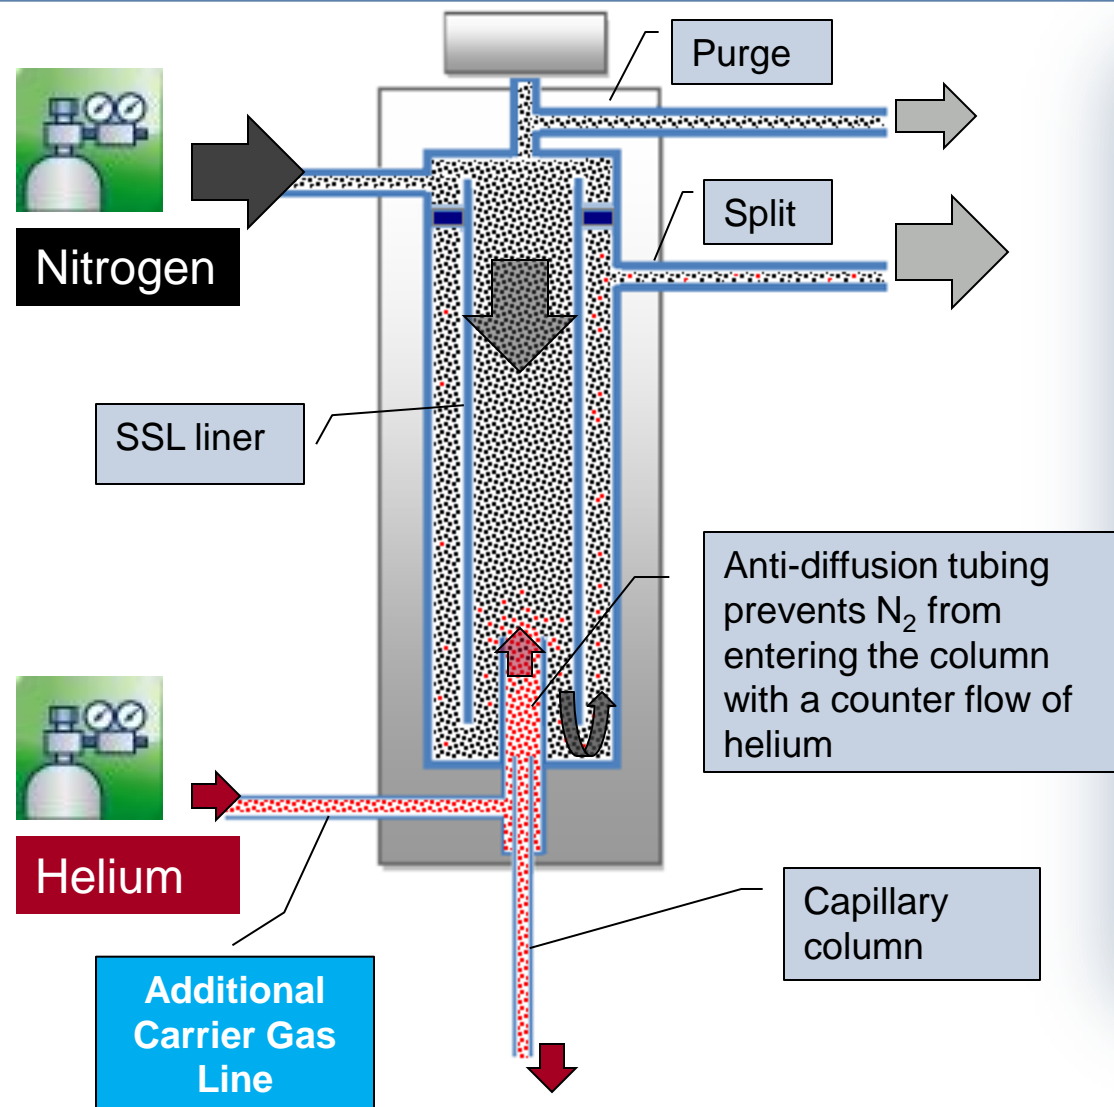 Purge
Nitrogen
Split
SSL liner
Anti-diffusion tubing
prevents N₂ from
entering the column
with a counter flow of
helium
Helium
Capillary
column
Additional
Carrier Gas
Line